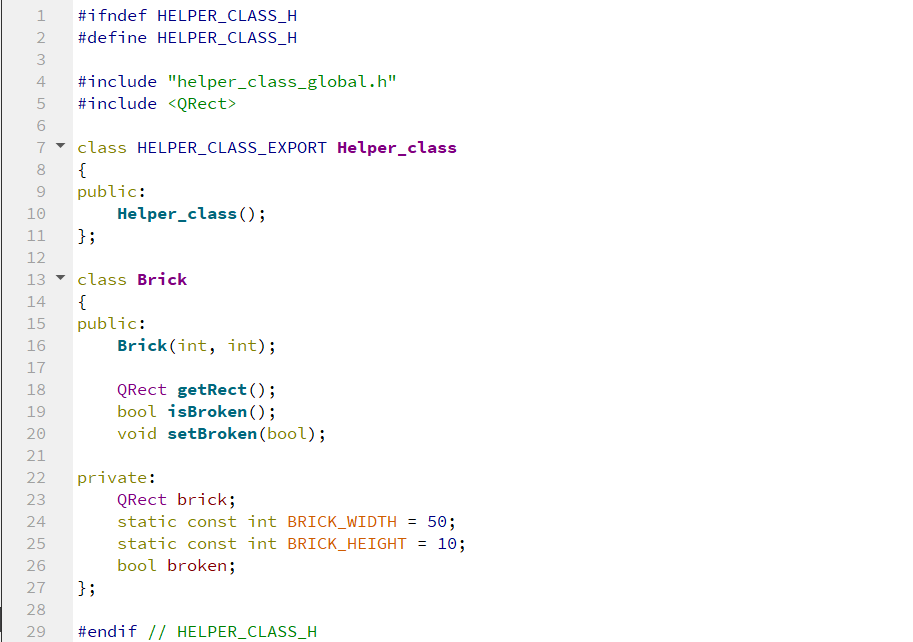 1 #ifndef HELPER_CLASS_H
2 #define HELPER_CLASS_H
3
4 #include "helper_class_global.h"
5 #include <QRect>
6
7 class HELPER_CLASS_EXPORT Helper_class
8 {
9 public:
10     Helper_class();
11 };
12
13 class Brick
14 {
15 public:
16     Brick(int, int);
17
18     QRect getRect();
19     bool isBroken();
20     void setBroken(bool);
21
22 private:
23     QRect brick;
24     static const int BRICK_WIDTH = 50;
25     static const int BRICK_HEIGHT = 10;
26     bool broken;
27 };
28
29 #endif // HELPER_CLASS_H